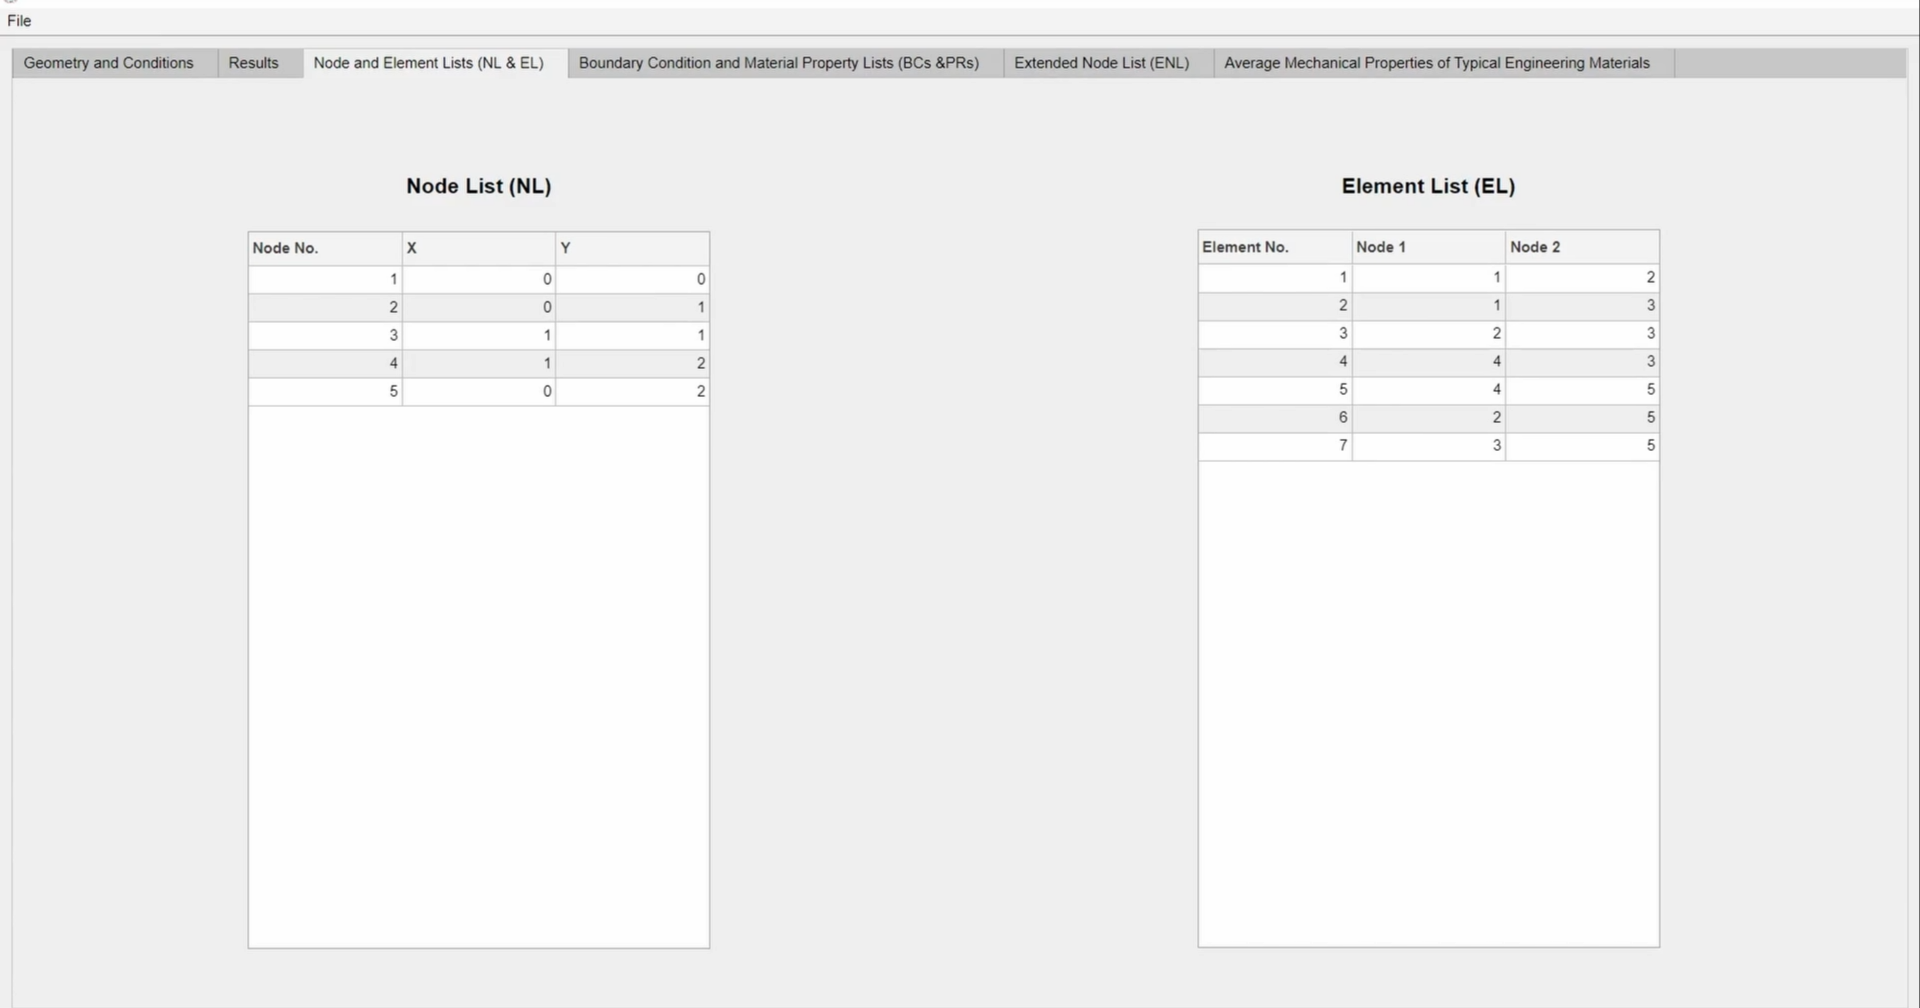 File
Geometry and Conditions Results Node and Element Lists (NL & EL) Boundary Condition and Material Property Lists (BCs &PRs) Extended Node List (ENL) Average Mechanical Properties of Typical Engineering Materials
Node List (NL)
Node No. X Y
1 0 0
2 0 1
3 1 1
4 1 2
5 0 2
Element List (EL)
Element No. Node 1 Node 2
1 1 2
2 1 3
3 2 3
4 4 3
5 4 5
6 2 5
7 3 5